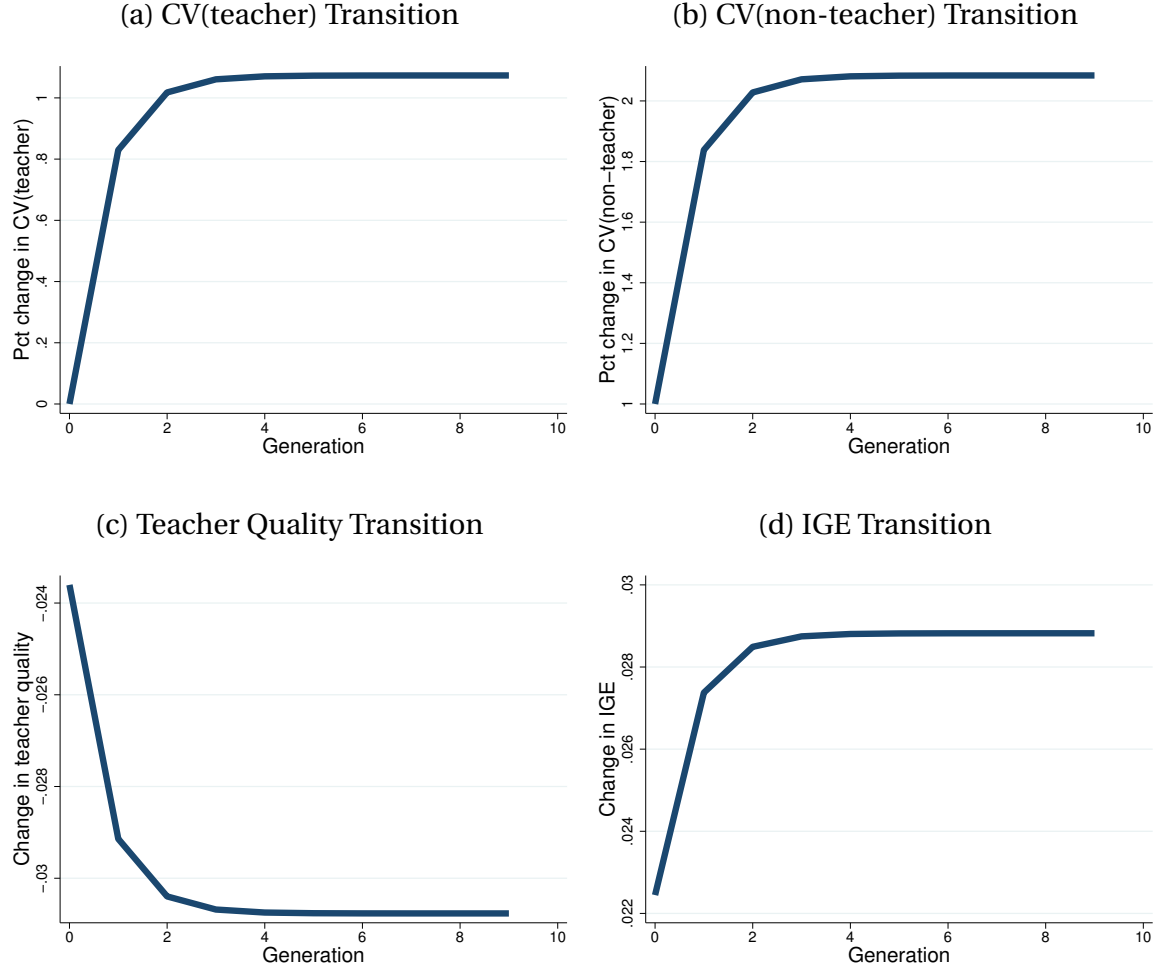 (a) CV(teacher) Transition
Pct change in CV(teacher)
0 .2 .4 .6 .8 1
0 2 4 6 8 10
Generation
(b) CV(non-teacher) Transition
Pct change in CV(non−teacher)
1 1.2 1.4 1.6 1.8 2
0 2 4 6 8 10
Generation
(c) Teacher Quality Transition
Change in teacher quality
−.03 −.028 −.026 −.024
0 2 4 6 8 10
Generation
(d) IGE Transition
Change in IGE
.022 .024 .026 .028 .03
0 2 4 6 8 10
Generation